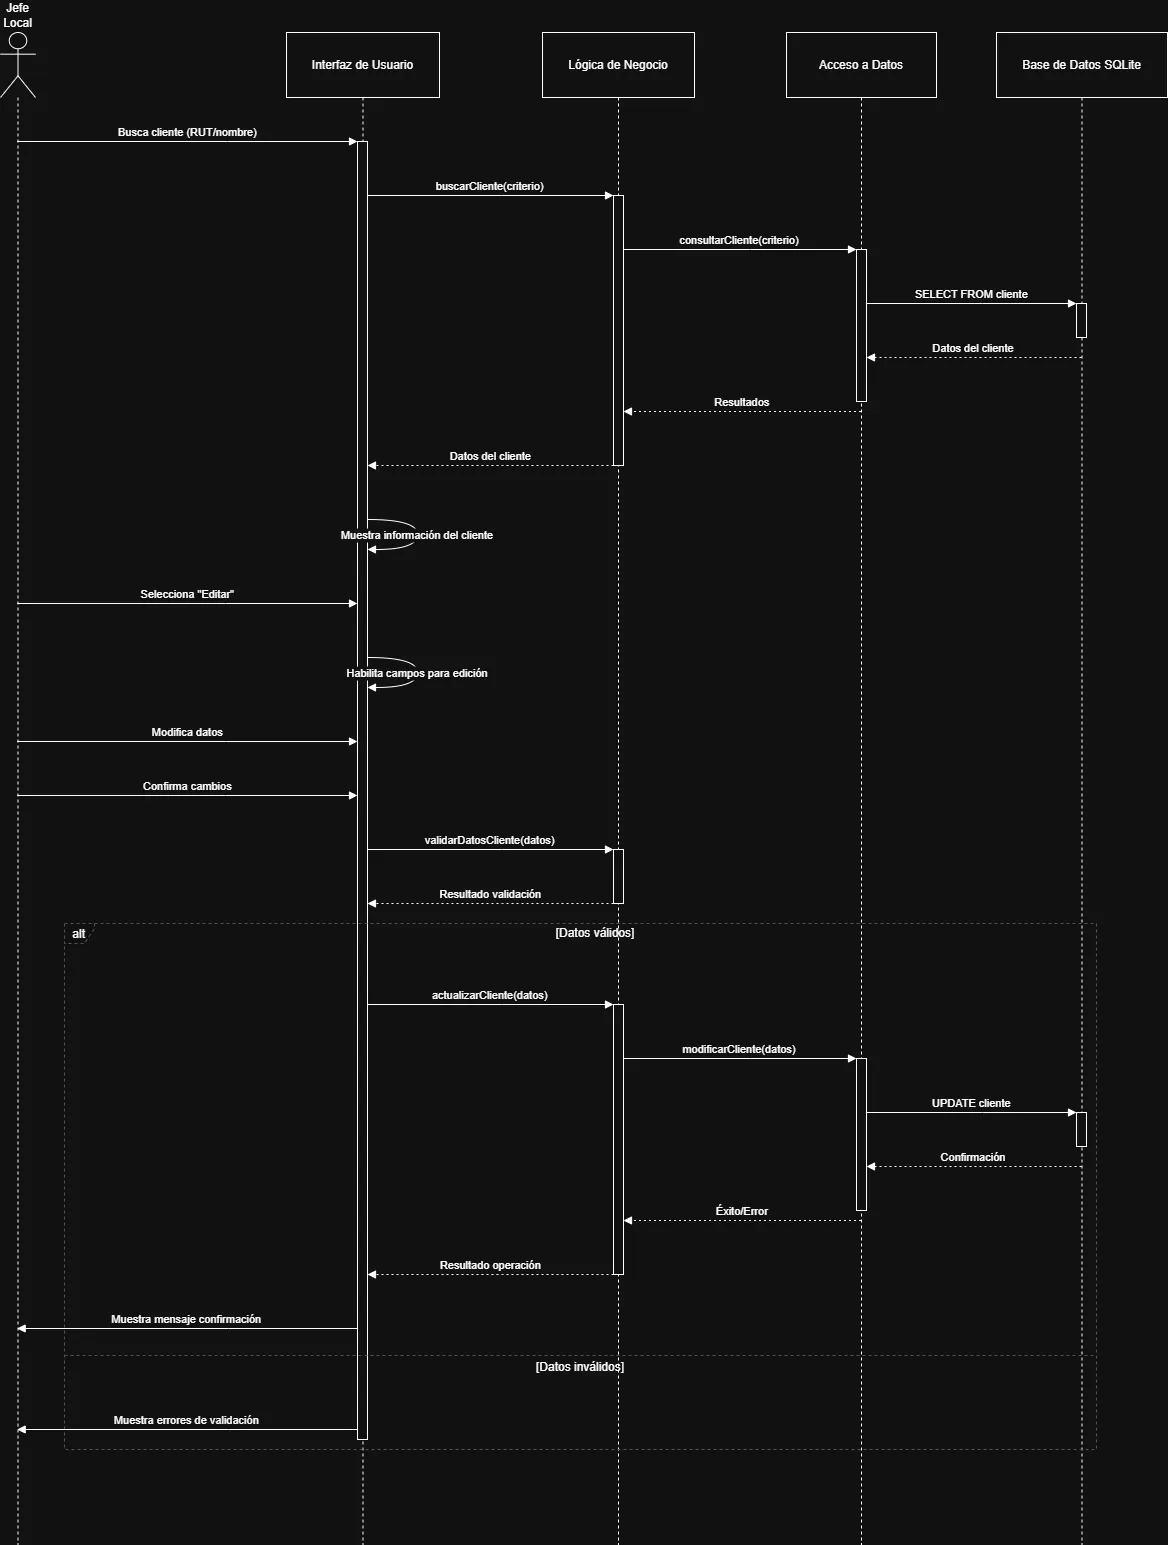 Jefe
Local
Interfaz de Usuario
Lógica de Negocio
Acceso a Datos
Base de Datos SQLite
Busca cliente (RUT/nombre)
buscarCliente(criterio)
consultarCliente(criterio)
SELECT FROM cliente
Datos del cliente
Resultados
Datos del cliente
Muestra información del cliente
Selecciona "Editar"
Habilita campos para edición
Modifica datos
Confirma cambios
validarDatosCliente(datos)
Resultado validación
alt
[Datos válidos]
actualizarCliente(datos)
modificarCliente(datos)
UPDATE cliente
Confirmación
Éxito/Error
Resultado operación
Muestra mensaje confirmación
[Datos inválidos]
Muestra errores de validación